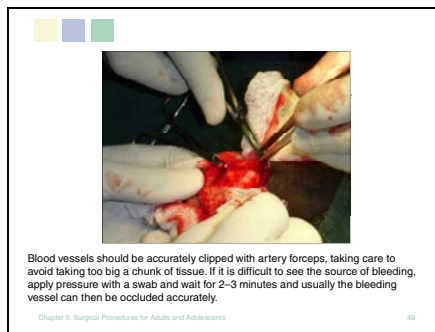 Blood vessels should be accurately clipped with artery forceps, taking care to
avoid taking too big a chunk of tissue. If it is difficult to see the source of bleeding,
apply pressure with a swab and wait for 2–3 minutes and usually the bleeding
vessel can then be occluded accurately.
Chapter 5: Surgical Procedures for Adults and Adolescents
49